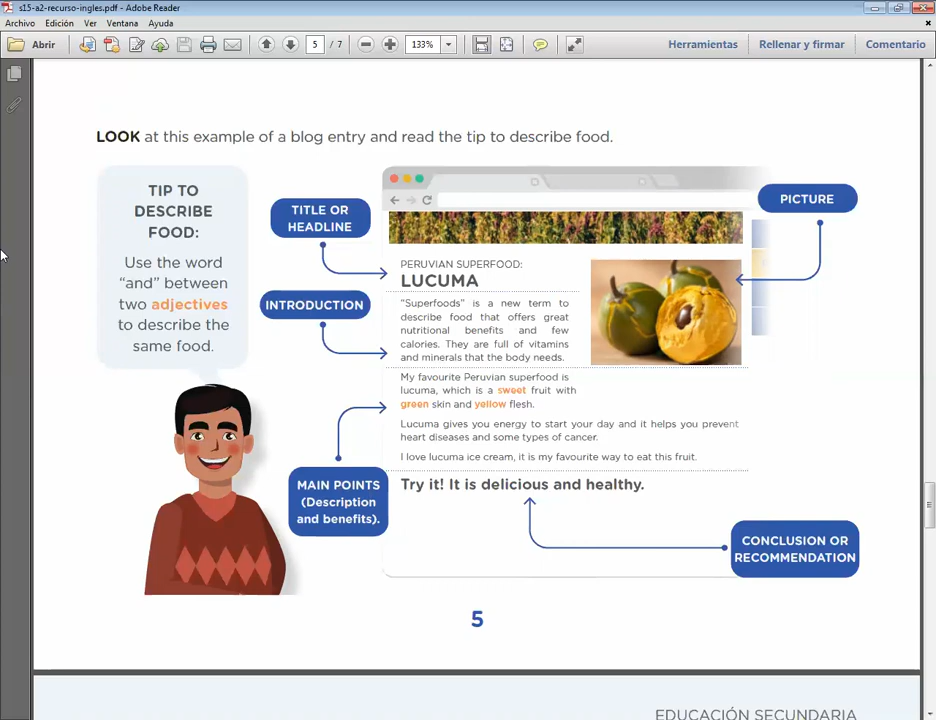 s15-a2-recurso-ingles.pdf - Adobe Reader
Archivo Edición Ver Ventana Ayuda
Abrir 5 / 7 133% Herramientas Rellenar y firmar Comentario
LOOK at this example of a blog entry and read the tip to describe food.
TIP TO
DESCRIBE
FOOD:
Use the word
“and” between
two adjectives
to describe the
same food.
TITLE OR
HEADLINE
PICTURE
INTRODUCTION
PERUVIAN SUPERFOOD:
LUCUMA
“Superfoods” is a new term to
describe food that offers great
nutritional benefits and few
calories. They are full of vitamins
and minerals that the body needs.
My favourite Peruvian superfood is
lucuma, which is a sweet fruit with
green skin and yellow flesh.
Lucuma gives you energy to start your day and it helps you prevent
heart diseases and some types of cancer.
I love lucuma ice cream, it is my favourite way to eat this fruit.
MAIN POINTS
(Description
and benefits).
Try it! It is delicious and healthy.
CONCLUSION OR
RECOMMENDATION
5
EDUCACIÓN SECUNDARIA